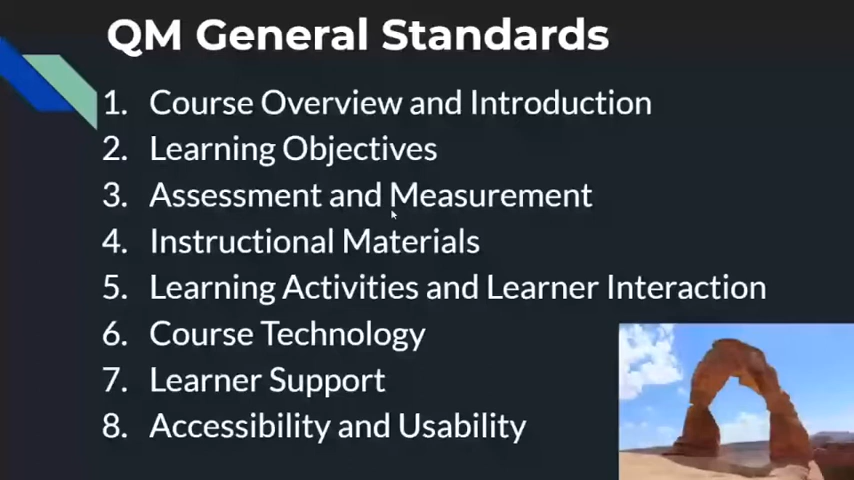 QM General Standards
1. Course Overview and Introduction
2. Learning Objectives
3. Assessment and Measurement
4. Instructional Materials
5. Learning Activities and Learner Interaction
6. Course Technology
7. Learner Support
8. Accessibility and Usability